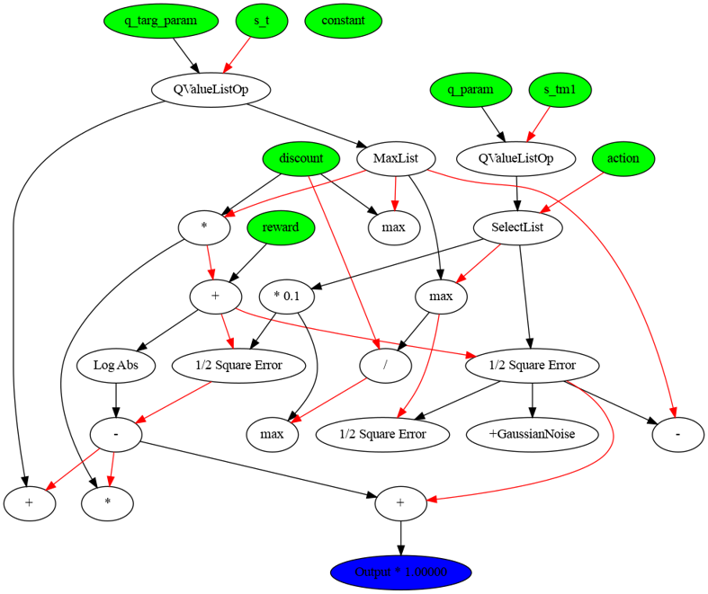 q_targ_param s_t constant
QValueListOp q_param s_tm1
discount MaxList QValueListOp action
* reward max SelectList
+ * 0.1 max
Log Abs 1/2 Square Error / 1/2 Square Error
- max 1/2 Square Error +GaussianNoise -
+ * +
Output * 1.00000